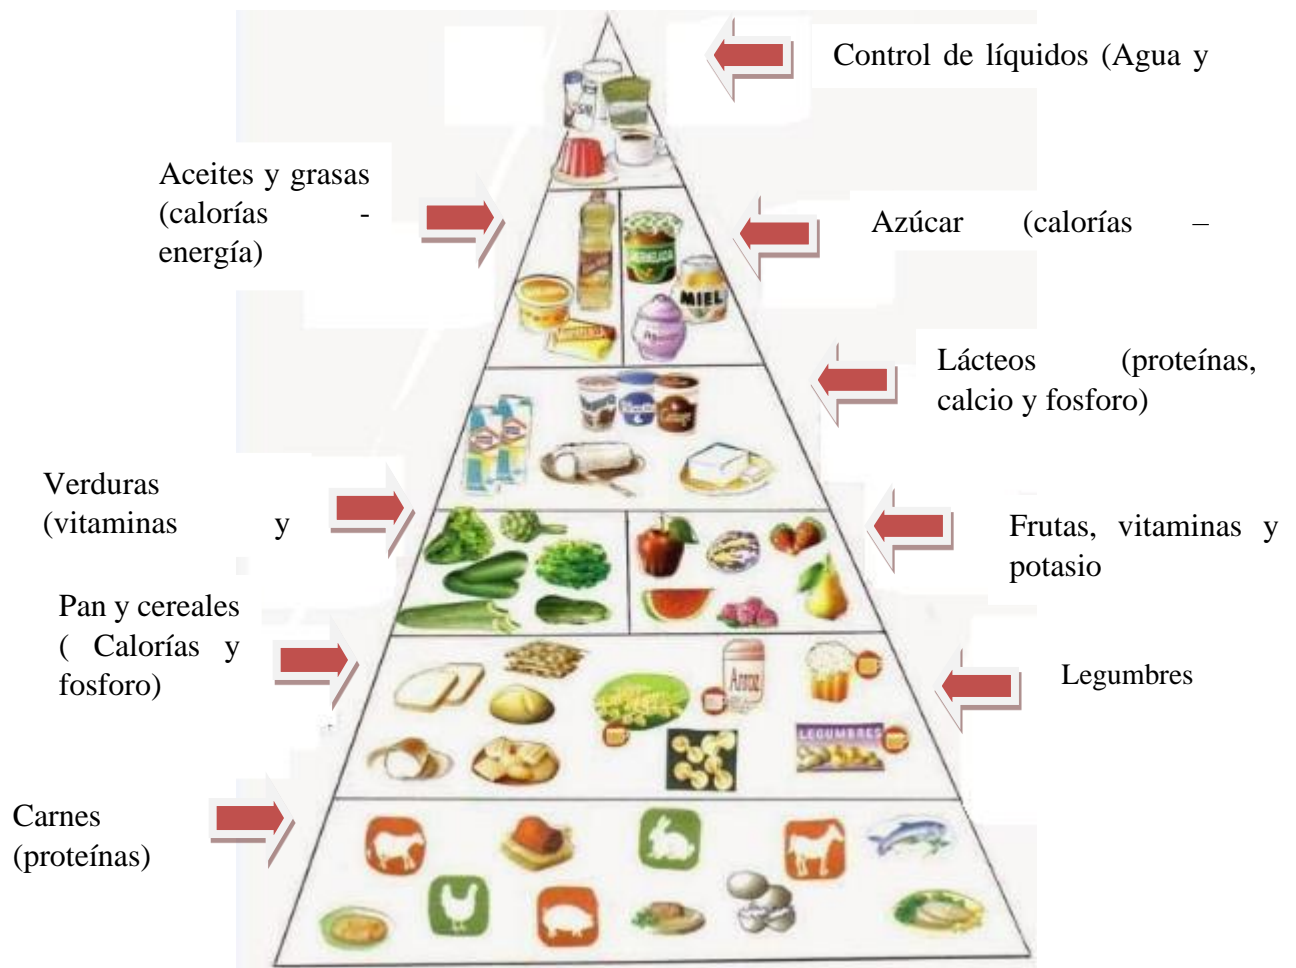 Control de líquidos (Agua y
Aceites y grasas
(calorías -
energía)
Azúcar (calorías –
MERMELADA
MIEL
Lácteos (proteínas,
calcio y fosforo)
Verduras
(vitaminas y
Frutas, vitaminas y
potasio
Pan y cereales
( Calorías y
fosforo)
Arroz
Legumbres
LEGUMBRES
Carnes
(proteínas)